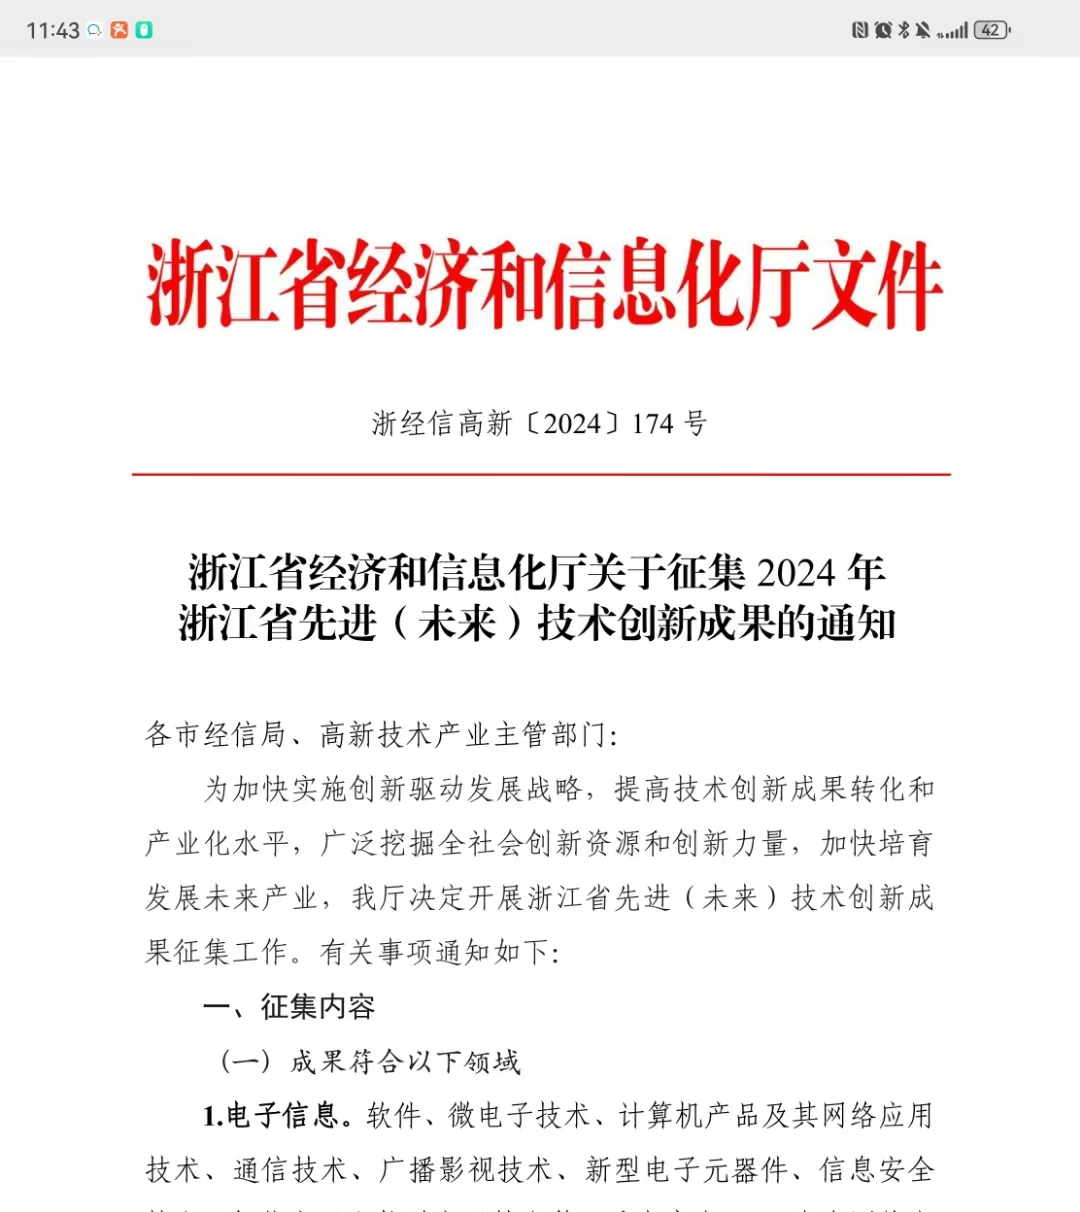 11:43
42
浙江省经济和信息化厅文件
浙经信高新〔2024〕174 号
浙江省经济和信息化厅关于征集 2024 年
浙江省先进（未来）技术创新成果的通知
各市经信局、高新技术产业主管部门：
为加快实施创新驱动发展战略，提高技术创新成果转化和
产业化水平，广泛挖掘全社会创新资源和创新力量，加快培育
发展未来产业，我厅决定开展浙江省先进（未来）技术创新成
果征集工作。有关事项通知如下：
一、征集内容
（一）成果符合以下领域
1.电子信息。软件、微电子技术、计算机产品及其网络应用
技术、通信技术、广播影视技术、新型电子元器件、信息安全